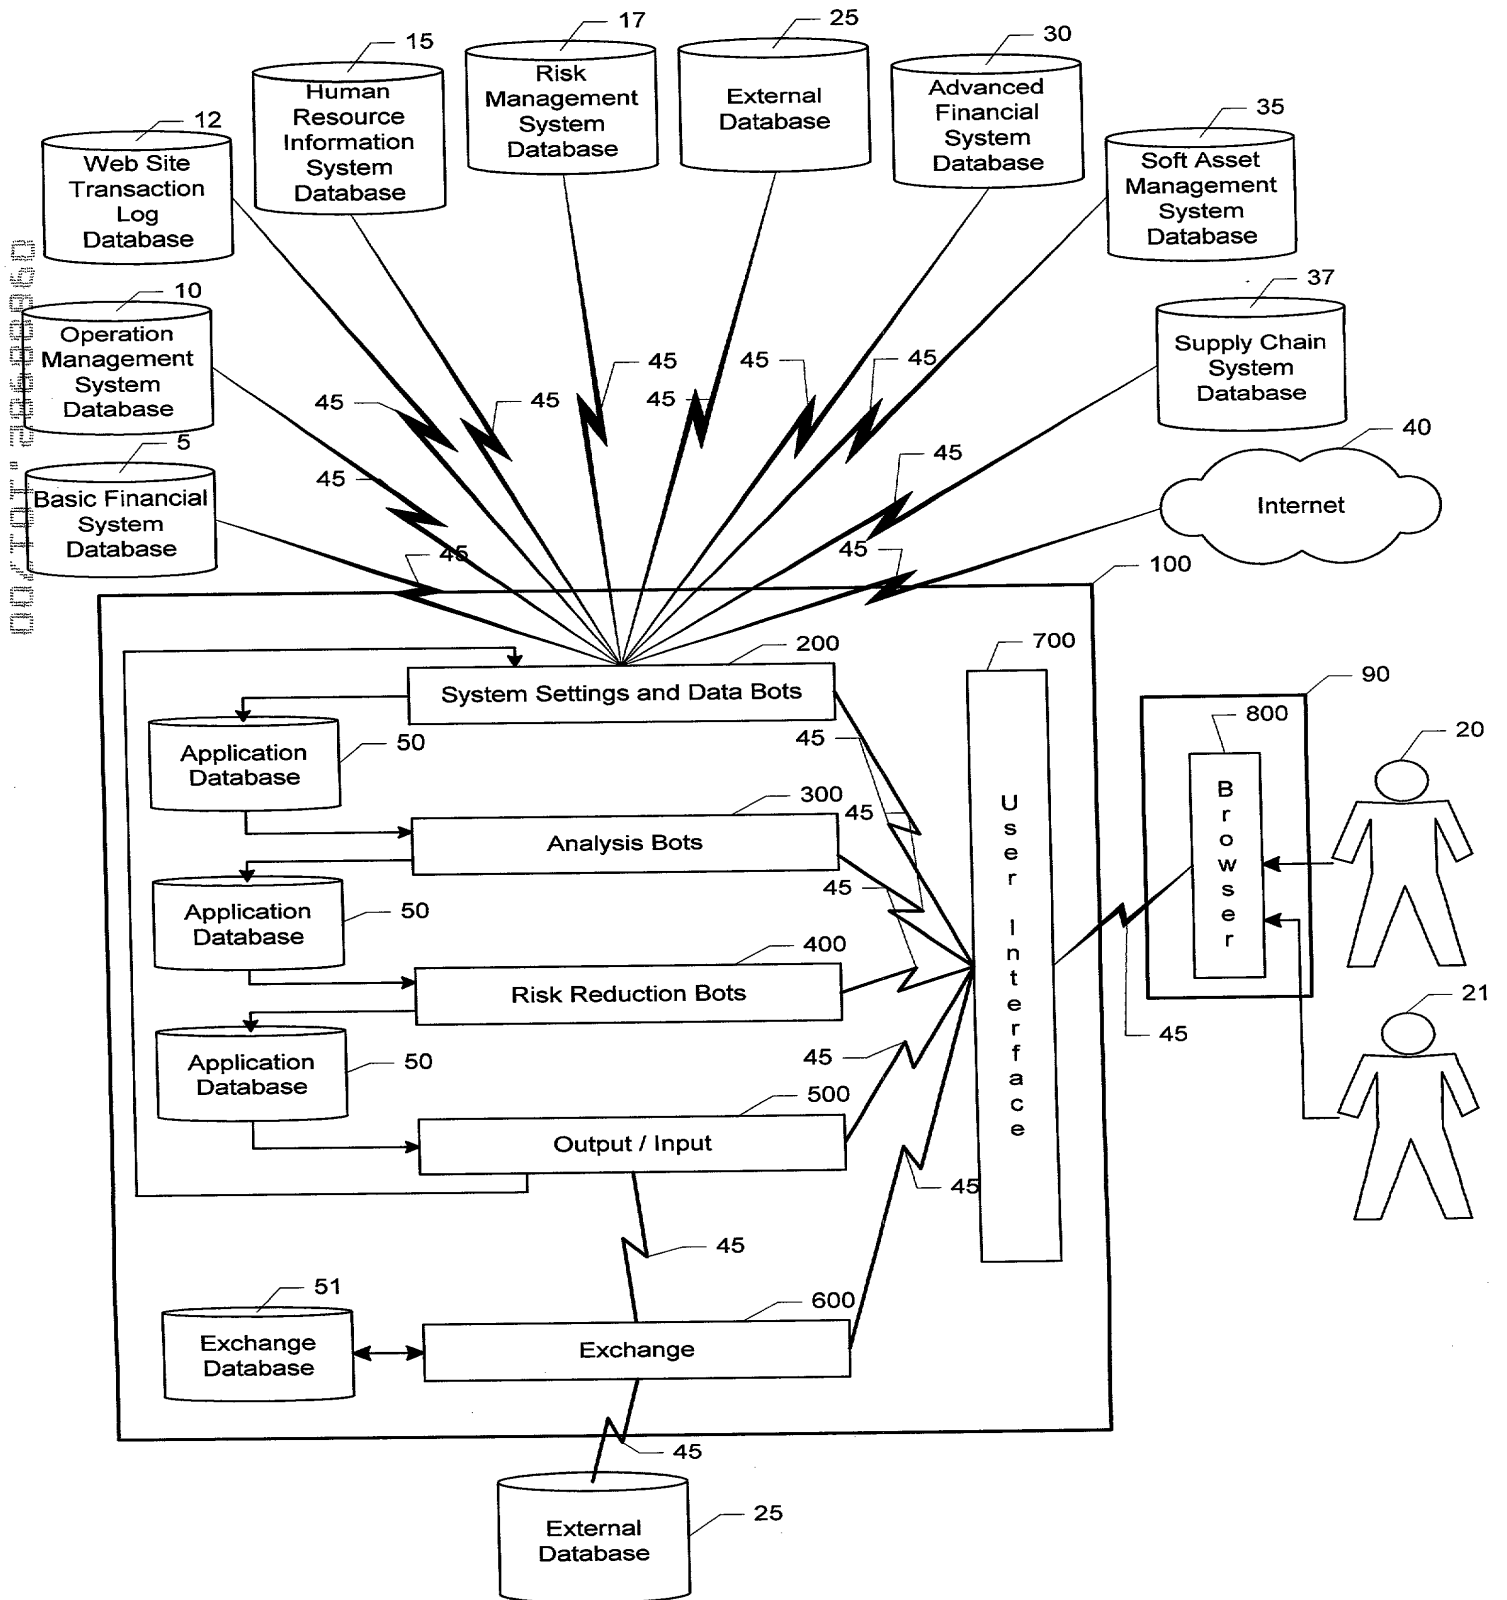 25
17
30
15
Risk
Management
System
Database
External
Database
Advanced
Financial
System
Database
Human
Resource
Information
System
Database
35
12
Soft Asset
Management
System
Database
Web Site
Transaction
Log
Database
37
10
Supply Chain
System
Database
Operation
Management
System
Database
45
45
45
45
45
45
45
40
5
45
45
Internet
Basic Financial
System
Database
45
45
100
200
700
System Settings and Data Bots
90
800
20
50
45
Application
Database
300
45
User Interface
Browser
Analysis Bots
45
50
Application
Database
400
Risk Reduction Bots
21
45
50
45
Application
Database
500
Output / Input
45
45
51
600
Exchange
Database
Exchange
45
25
External
Database